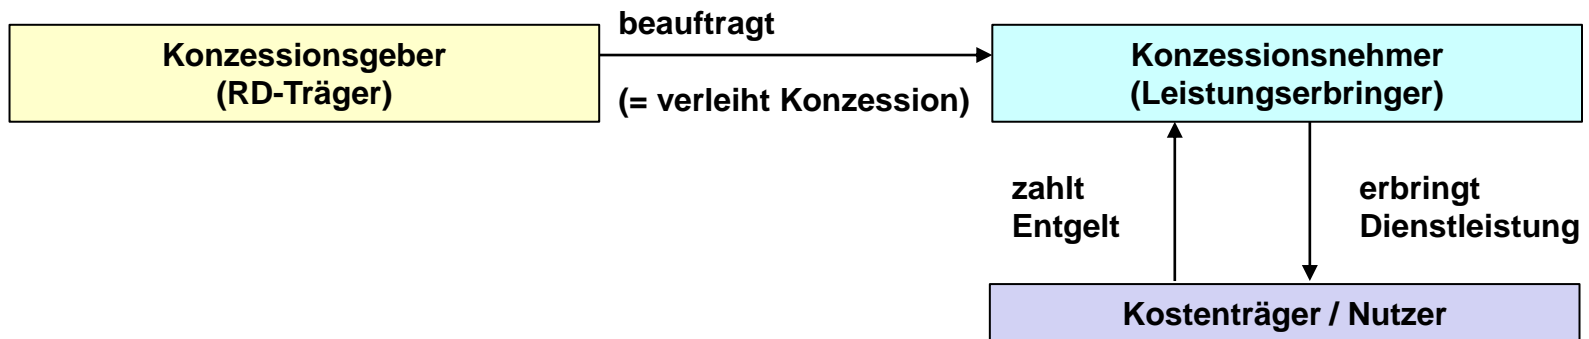 Konzessionsgeber
(RD-Träger)
beauftragt
(= verleiht Konzession)
Konzessionsnehmer
(Leistungserbringer)
zahlt
Entgelt
erbringt
Dienstleistung
Kostenträger / Nutzer